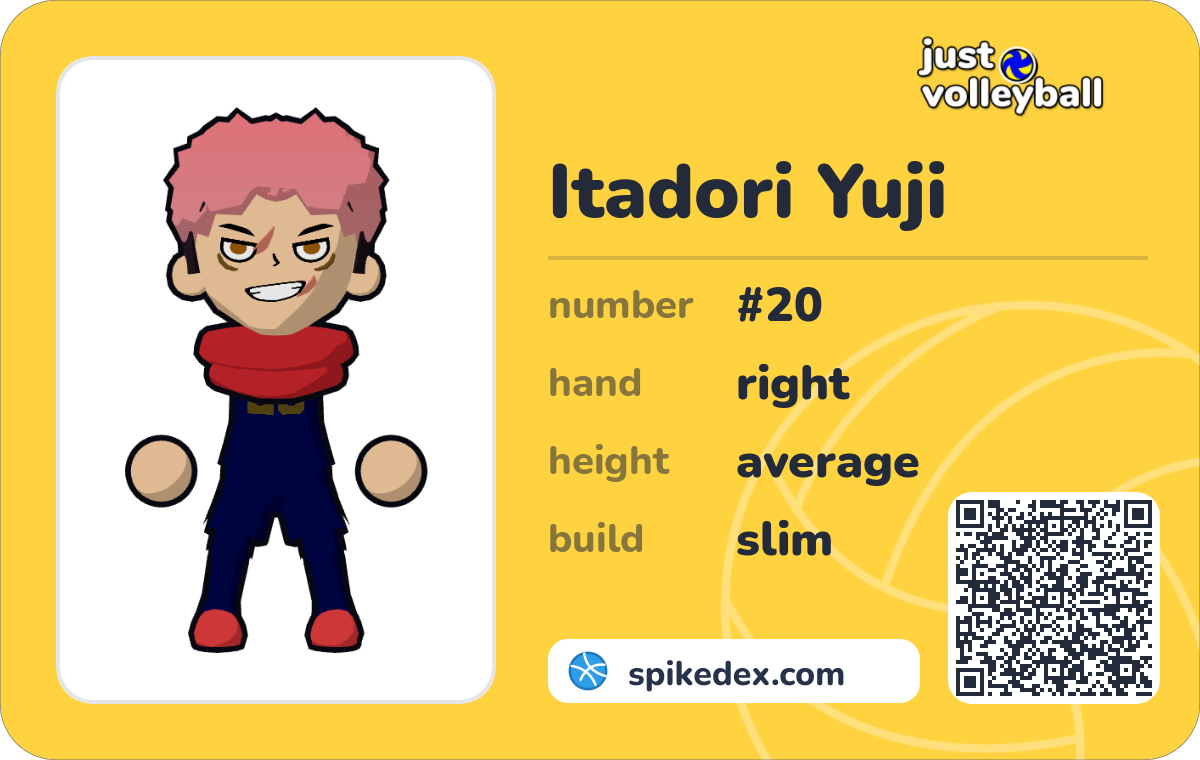 just
volleyball
Itadori Yuji
number #20
hand right
height average
build slim
spikedex.com